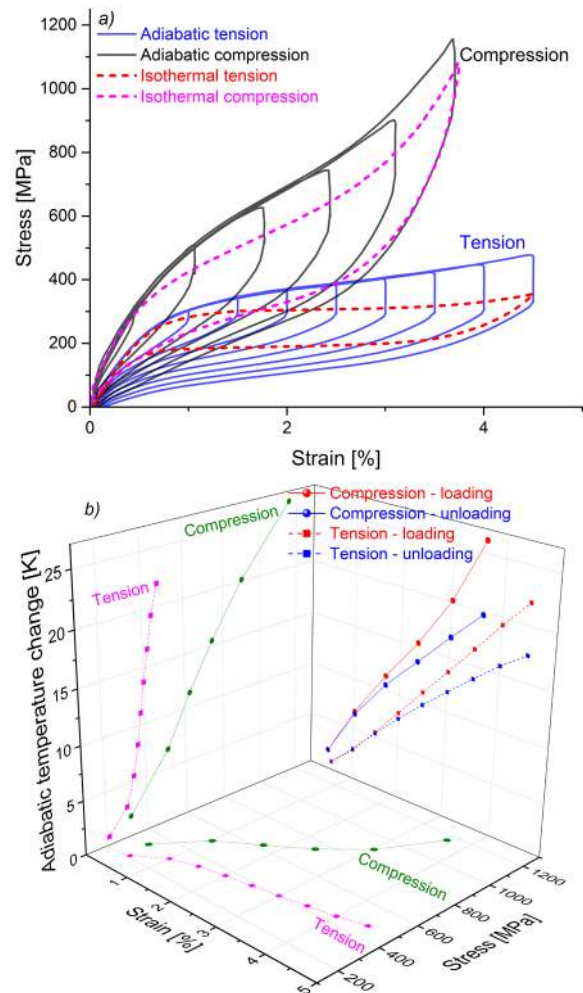 a)
Adiabatic tension
Adiabatic compression
Isothermal tension
Isothermal compression
Compression
Tension
Stress [MPa]
1200
1000
800
600
400
200
0
0 2 4
Strain [%]
b)
Compression - loading
Compression - unloading
Tension - loading
Tension - unloading
Compression
Tension
Adiabatic temperature change [K]
25
20
15
10
5
0
Compression
Tension
1 2 3 4 5
Strain [%]
200 400 600 800 1000 1200
Stress [MPa]